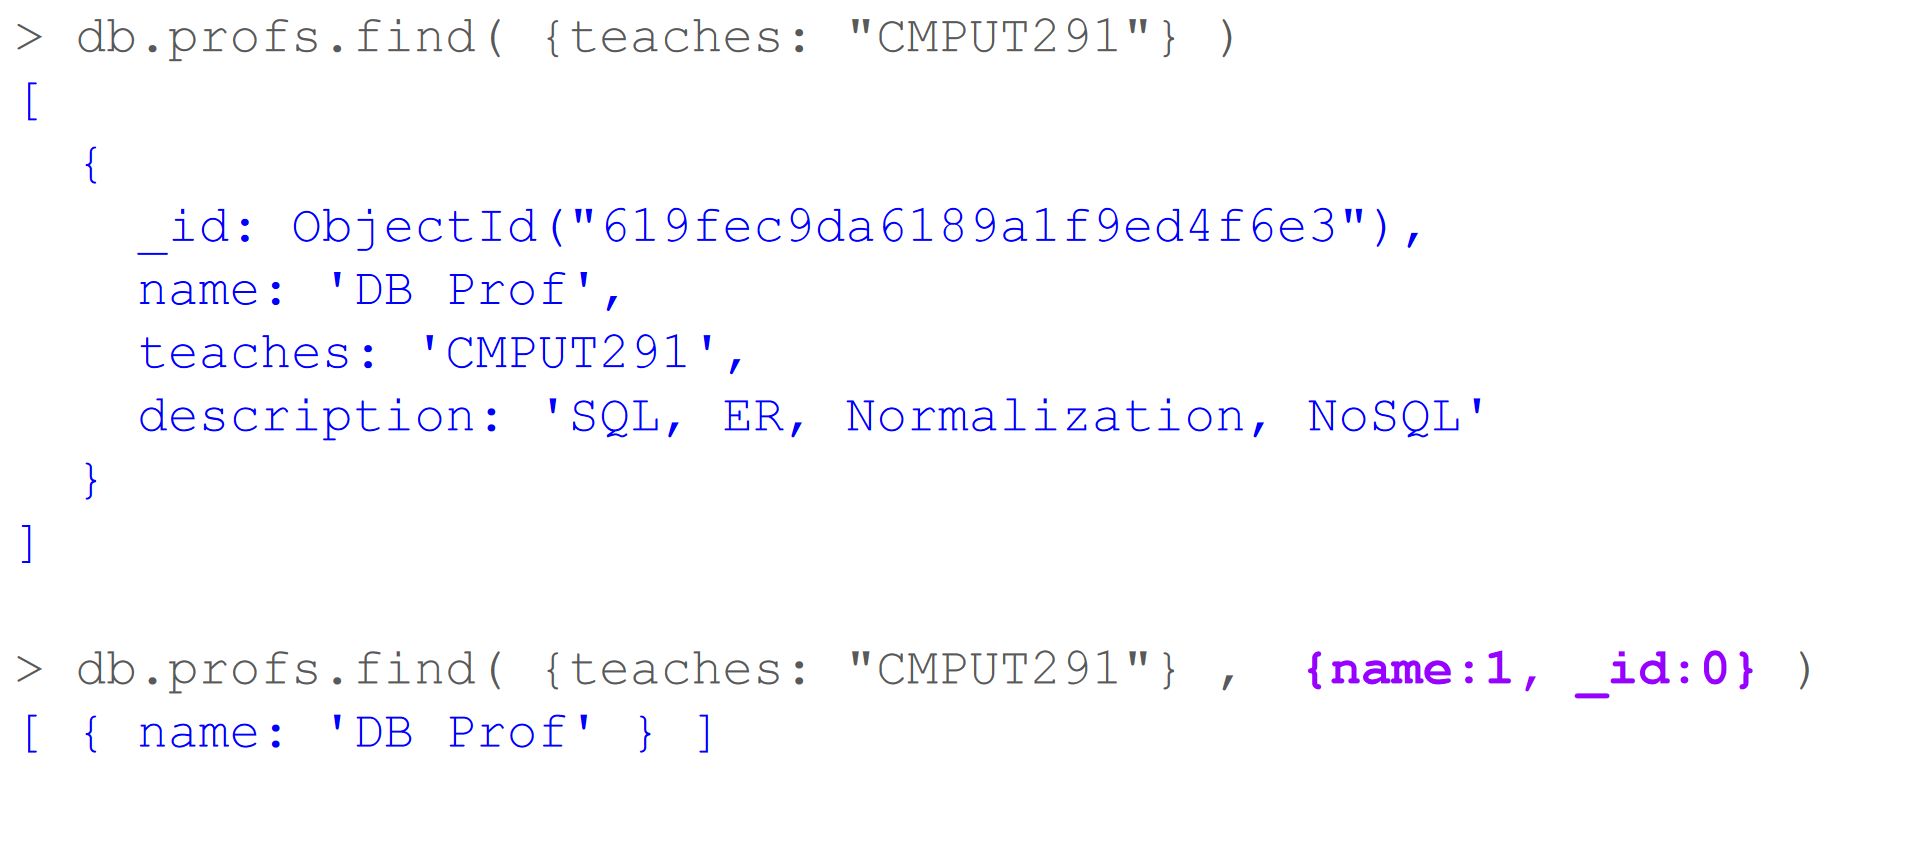 > db.profs.find( {teaches: "CMPUT291"} )
[
  {
    _id: ObjectId("619fec9da6189a1f9ed4f6e3"),
    name: 'DB Prof',
    teaches: 'CMPUT291',
    description: 'SQL, ER, Normalization, NoSQL'
  }
]
> db.profs.find( {teaches: "CMPUT291"} ,  {name:1, _id:0} )
[ { name: 'DB Prof' } ]